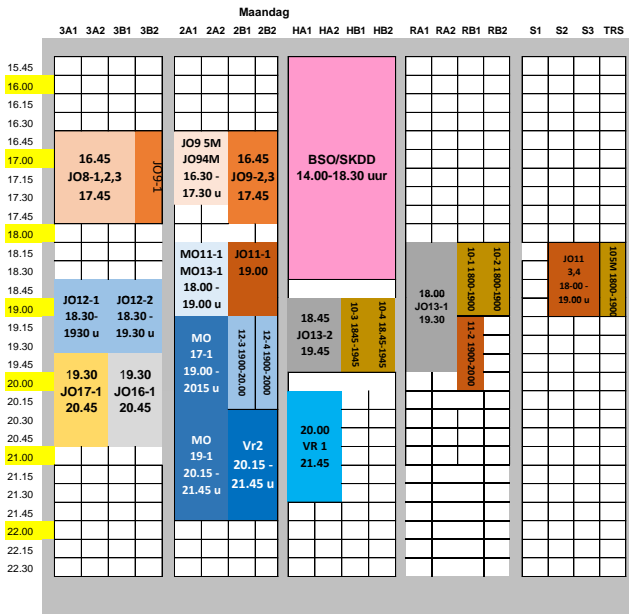 Maandag
3A1 3A2 3B1 3B2 2A1 2A2 2B1 2B2 HA1 HA2 HB1 HB2 RA1 RA2 RB1 RB2 S1 S2 S3 TRS
15.45
16.00
16.15
16.30
16.45
17.00
17.15
17.30
17.45
18.00
18.15
18.30
18.45
19.00
19.15
19.30
19.45
20.00
20.15
20.30
20.45
21.00
21.15
21.30
21.45
22.00
22.15
22.30
16.45
JO8-1,2,3
17.45
JO9-1
JO12-1
18.30-
1930 u
JO12-2
18.30 -
19.30 u
19.30
JO17-1
20.45
19.30
JO16-1
20.45
JO9 5M
JO94M
16.30 -
17.30 u
16.45
JO9-2,3
17.45
MO11-1
MO13-1
18.00 -
19.00 u
JO11-1
19.00
MO
17-1
19.00 -
2015 u
12-3 1900-20.00
12-4 1900-2000
MO
19-1
20.15 -
21.45 u
Vr2
20.15 -
21.45 u
BSO/SKDD
14.00-18.30 uur
18.45
JO13-2
19.45
10-3 1845-1945
10-4 18.45-1945
20.00
VR 1
21.45
18.00
JO13-1
19.30
10-1 1800-1900
10-2 1800-1900
11-2 1900-2000
JO11
3,4
18-00 -
19.00 u
105M 1800-1900